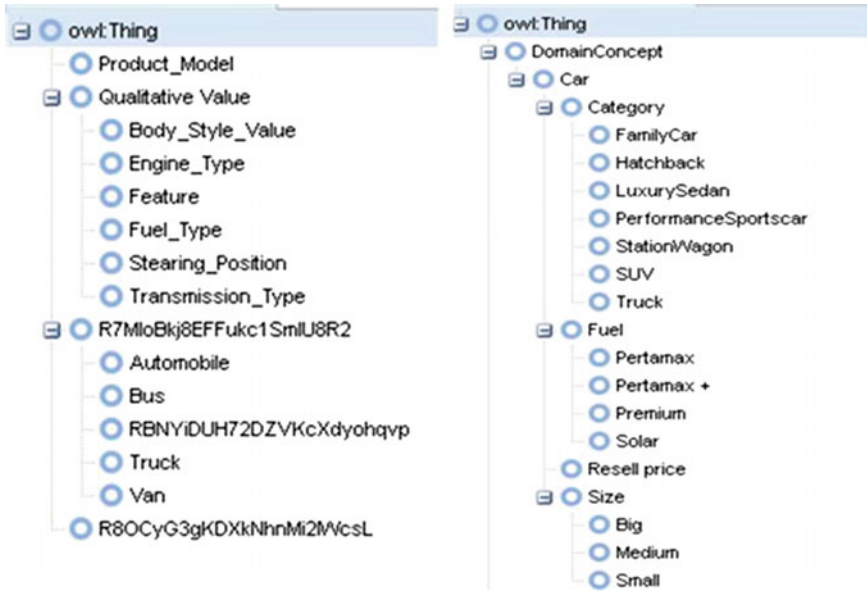 owl:Thing
Product_Model
Qualitative Value
Body_Style_Value
Engine_Type
Feature
Fuel_Type
Stearing_Position
Transmission_Type
R7MloBkj8EFFukc1SmlU8R2
Automobile
Bus
RBNYiDUH72DZVKcXdyohqvp
Truck
Van
R8OCyG3gKDXkNhnMi2lWcsL
owl:Thing
DomainConcept
Car
Category
FamilyCar
Hatchback
LuxurySedan
PerformanceSportscar
StationWagon
SUV
Truck
Fuel
Pertamax
Pertamax +
Premium
Solar
Resell price
Size
Big
Medium
Small